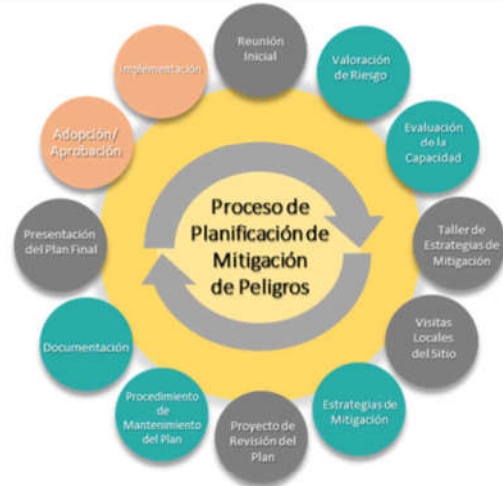 Reunión
Inicial
Valoración
de Riesgo
Evaluación
de la
Capacidad
Taller de
Estrategias de
Mitigación
Visitas
Locales
del Sitio
Estrategias de
Mitigación
Proyecto de
Revisión del
Plan
Procedimiento
de
Mantenimiento
del Plan
Documentación
Presentación
del Plan Final
Adopción/
Aprobación
Implementación
Proceso de
Planificación de
Mitigación
de Peligros